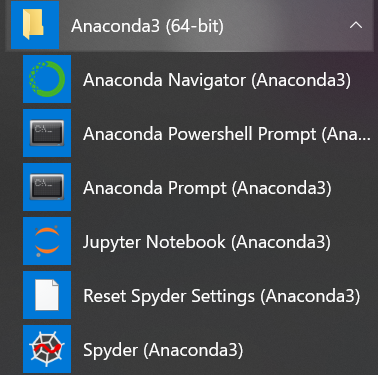 Anaconda3 (64-bit)
Anaconda Navigator (Anaconda3)
Anaconda Powershell Prompt (Ana...
Anaconda Prompt (Anaconda3)
Jupyter Notebook (Anaconda3)
Reset Spyder Settings (Anaconda3)
Spyder (Anaconda3)